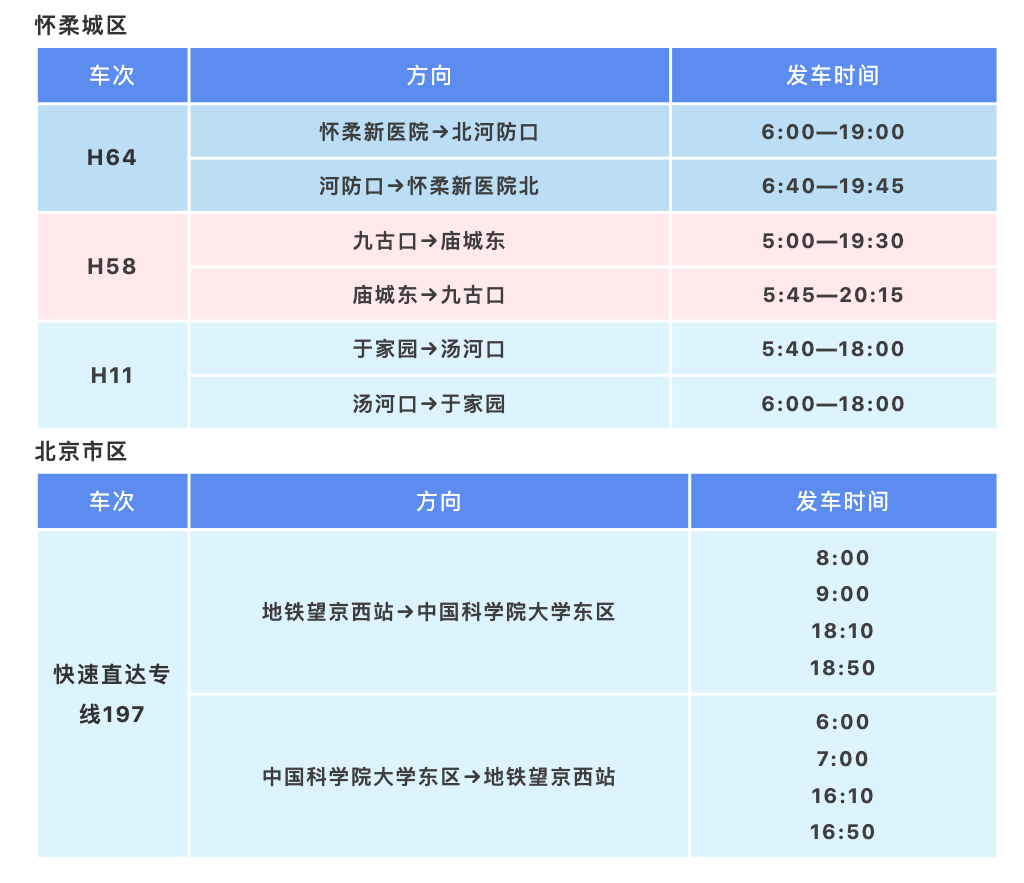 怀柔城区
车次 方向 发车时间
H64
怀柔新医院→北河防口 6:00—19:00
河防口→怀柔新医院北 6:40—19:45
H58
九古口→庙城东 5:00—19:30
庙城东→九古口 5:45—20:15
H11
于家园→汤河口 5:40—18:00
汤河口→于家园 6:00—18:00
北京市区
车次 方向 发车时间
快速直达专
线197
地铁望京西站→中国科学院大学东区
8:00
9:00
18:10
18:50
中国科学院大学东区→地铁望京西站
6:00
7:00
16:10
16:50